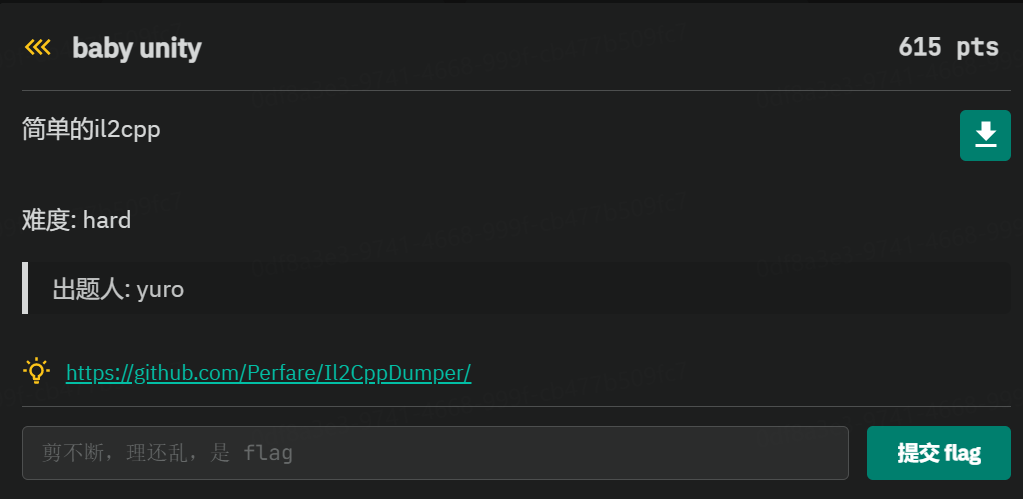 baby unity
615 pts
简单的il2cpp
难度: hard
出题人: yuro
https://github.com/Perfare/Il2CppDumper/
剪不断，理还乱，是 flag
提交 flag